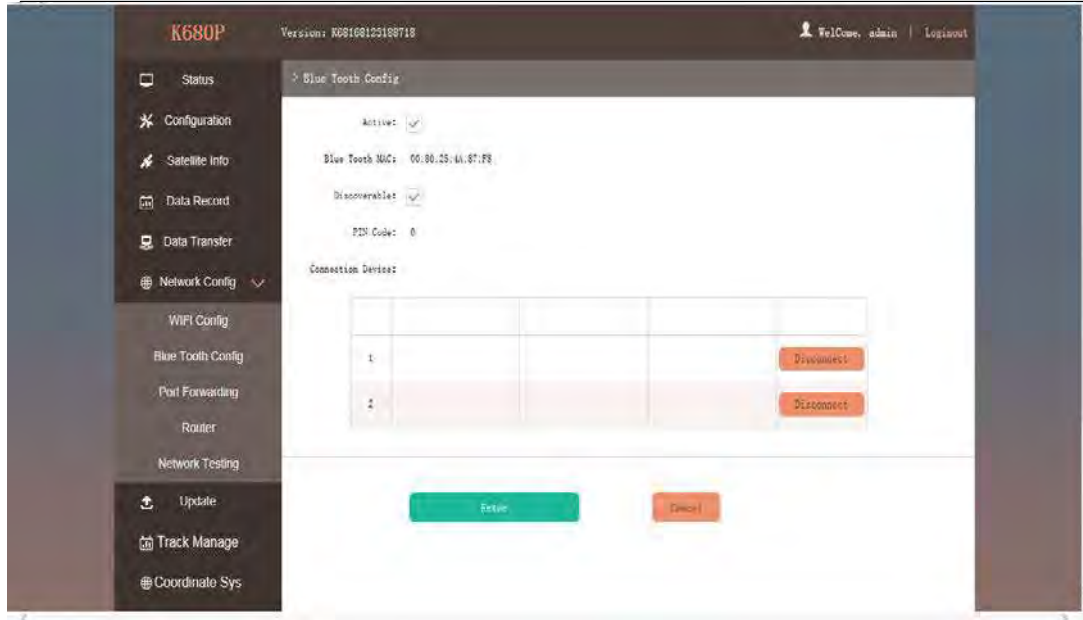 K680P
Version: K68168123188718
WelCome, admin | Loginout
Status
Configuration
Satellite Info
Data Record
Data Transfer
Network Config
WIFI Config
Blue Tooth Config
Port Forwarding
Router
Network Testing
Update
Track Manage
Coordinate Sys
> Blue Tooth Config
Active:
Blue Tooth MAC: 00.80.25.4A.87.F8
Discoverable:
PIN Code: 0
Connection Device:
1 Disconnect
2 Disconnect
Enter
Cancel